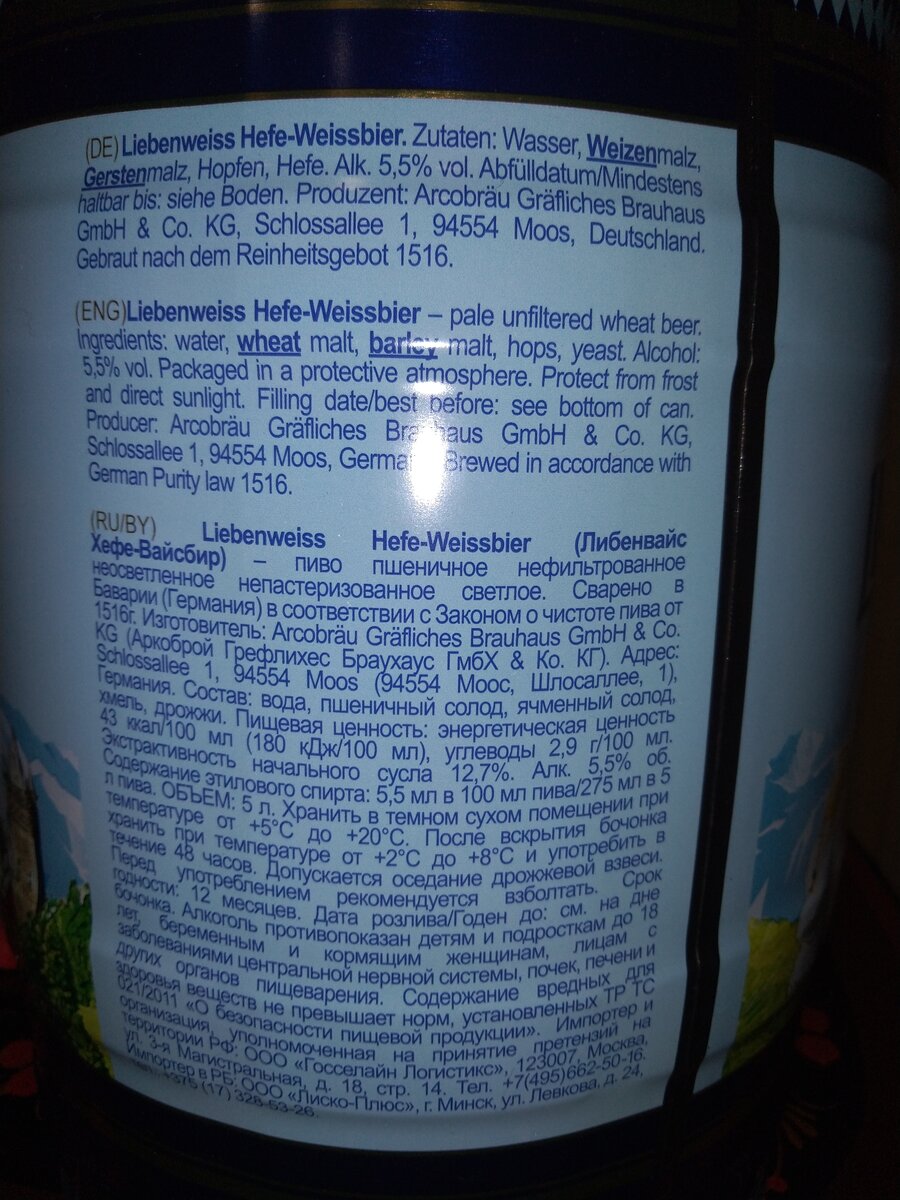 (DE) Liebenweiss Hefe-Weissbier. Zutaten: Wasser, Weizenmalz,
Gerstenmalz, Hopfen, Hefe. Alk. 5,5% vol. Abfülldatum/Mindestens
haltbar bis: siehe Boden. Produzent: Arcobräu Gräfliches Brauhaus
GmbH & Co. KG, Schlossallee 1, 94554 Moos, Deutschland.
Gebraut nach dem Reinheitsgebot 1516.
(ENG)Liebenweiss Hefe-Weissbier – pale unfiltered wheat beer.
Ingredients: water, wheat malt, barley malt, hops, yeast. Alcohol:
5,5% vol. Packaged in a protective atmosphere. Protect from frost
and direct sunlight. Filling date/best before: see bottom of can.
Producer: Arcobräu Gräfliches Brauhaus GmbH & Co. KG,
Schlossallee 1, 94554 Moos, Germany. Brewed in accordance with
German Purity law 1516.
(RU/BY) Liebenweiss Hefe-Weissbier (Либенвайс
Хефе-Вайсбир) – пиво пшеничное нефильтрованное
неосветленное непастеризованное светлое. Сварено в
Баварии (Германия) в соответствии с Законом о чистоте пива от
1516г. Изготовитель: Arcobräu Gräfliches Brauhaus GmbH & Co.
KG (Аркоброй Грефлихес Браухаус ГмбХ & Ко. КГ). Адрес:
Schlossallee 1, 94554 Moos (94554 Моос, Шлосаллее, 1),
Германия. Состав: вода, пшеничный солод, ячменный солод,
хмель, дрожжи. Пищевая ценность: энергетическая ценность
43 ккал/100 мл (180 кДж/100 мл), углеводы 2,9 г/100 мл.
Экстрактивность начального сусла 12,7%. Алк. 5,5% об.
Содержание этилового спирта: 5,5 мл в 100 мл пива/275 мл в 5
л пива. ОБЪЕМ: 5 л. Хранить в темном сухом помещении при
температуре от +5°С до +20°С. После вскрытия бочонка
хранить при температуре от +2°С до +8°С и употребить в
течение 48 часов. Допускается оседание дрожжевой взвеси.
Перед употреблением рекомендуется взболтать. Срок
годности: 12 месяцев. Дата розлива/Годен до: см. на дне
бочонка. Алкоголь противопоказан детям и подросткам до 18
лет, беременным и кормящим женщинам, лицам с
заболеваниями центральной нервной системы, почек, печени и
других органов пищеварения. Содержание вредных для
здоровья веществ не превышает норм, установленных ТР ТС
021/2011 «О безопасности пищевой продукции». Импортер и
организация, уполномоченная на принятие претензий на
территории РФ: ООО «Госселайн Логистикс», 123007, Москва,
ул. 3-я Магистральная, д. 18, стр. 14. Тел. +7(495)662-50-16.
Импортер в РБ: ООО «Лиско-Плюс», г. Минск, ул. Левкова, д. 24,
тел.: +375 (17) 328-53-26.